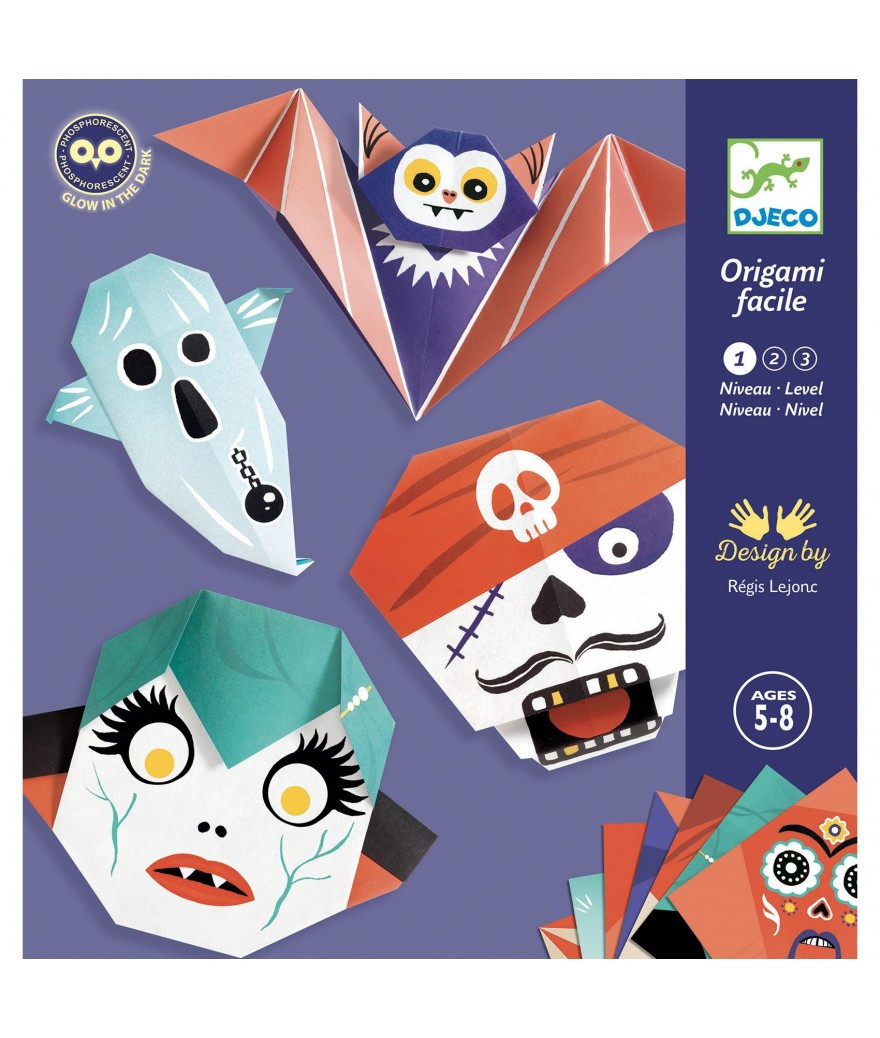 PHOSPHORESCENT
PHOSPHORESCENT
GLOW IN THE DARK
DJECO
Origami
facile
1 2 3
Niveau · Level
Niveau · Nivel
Design by
Régis Lejonc
AGES
5-8